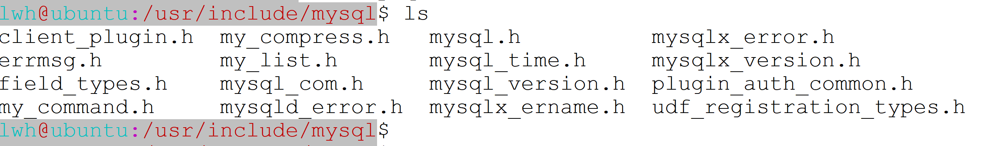 lwh@ubuntu:/usr/include/mysql$ ls
client_plugin.h  my_compress.h  mysql.h  mysqlx_error.h
errmsg.h  my_list.h  mysql_time.h  mysqlx_version.h
field_types.h  mysql_com.h  mysql_version.h  plugin_auth_common.h
my_command.h  mysqld_error.h  mysqlx_ername.h  udf_registration_types.h
lwh@ubuntu:/usr/include/mysql$